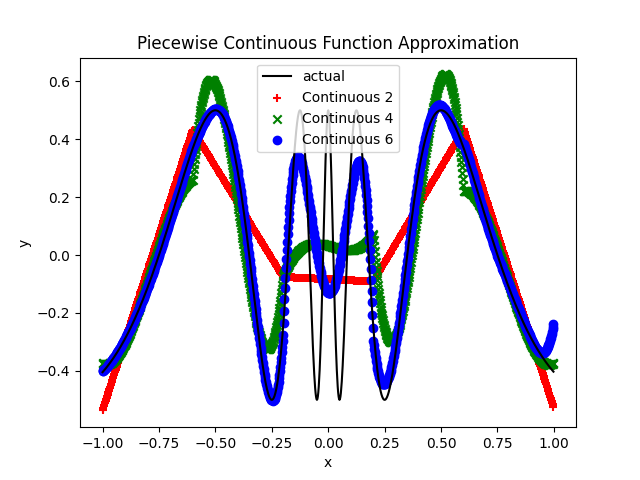 Piecewise Continuous Function Approximation
actual
Continuous 2
Continuous 4
Continuous 6
y
0.6
0.4
0.2
0.0
−0.2
−0.4
−1.00 −0.75 −0.50 −0.25 0.00 0.25 0.50 0.75 1.00
x